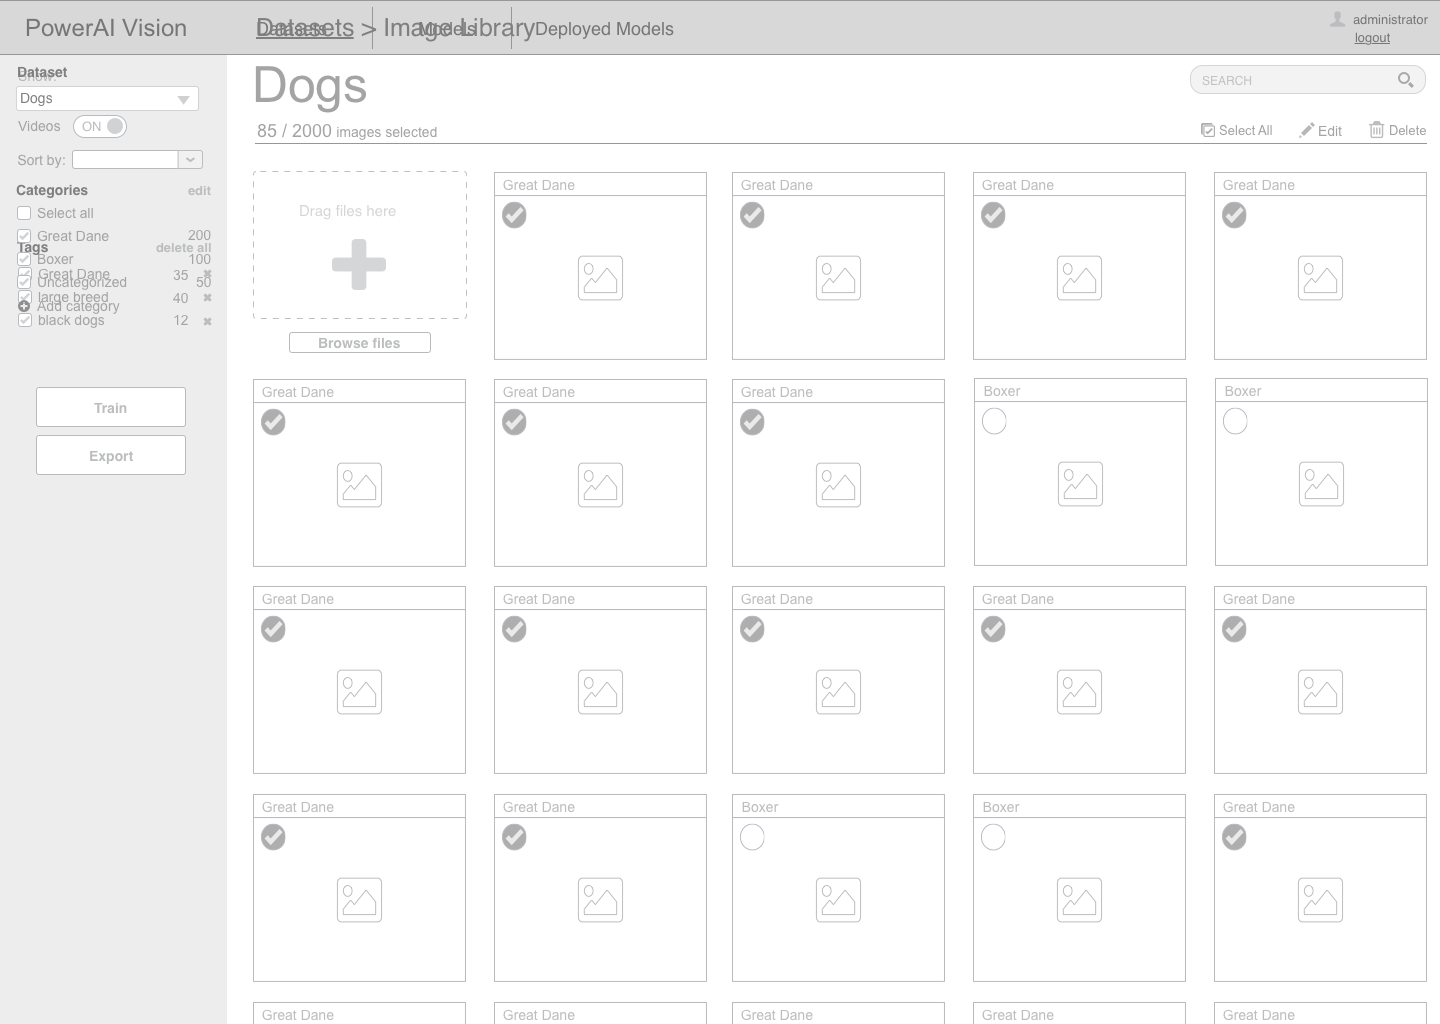 PowerAI Vision
Datasets > Image Library
Datasets
Models
Deployed Models
administrator
logout
Dataset
Show:
Dogs
Videos ON
Sort by:
Categories edit
Select all
Great Dane 200
Tags delete all
Boxer 100
Great Dane 35
Uncategorized 50
large breed 40
Add category
black dogs 12
Train
Export
Dogs
SEARCH
85 / 2000 images selected
Select All
Edit
Delete
Drag files here
Browse files
Great Dane
Great Dane
Great Dane
Great Dane
Great Dane
Great Dane
Great Dane
Boxer
Boxer
Great Dane
Great Dane
Great Dane
Great Dane
Great Dane
Great Dane
Great Dane
Boxer
Boxer
Great Dane
Great Dane
Great Dane
Great Dane
Great Dane
Great Dane